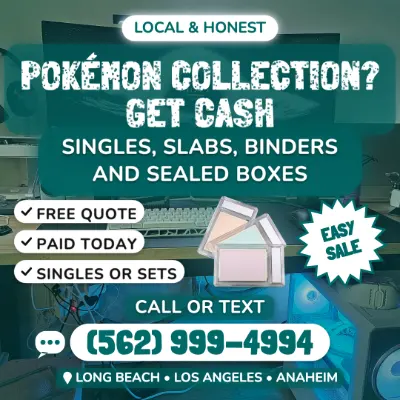 LOCAL & HONEST
POKÉMON COLLECTION?
GET CASH
SINGLES, SLABS, BINDERS
AND SEALED BOXES
FREE QUOTE
PAID TODAY
SINGLES OR SETS
EASY
SALE
CALL OR TEXT
(562) 999-4994
LONG BEACH • LOS ANGELES • ANAHEIM